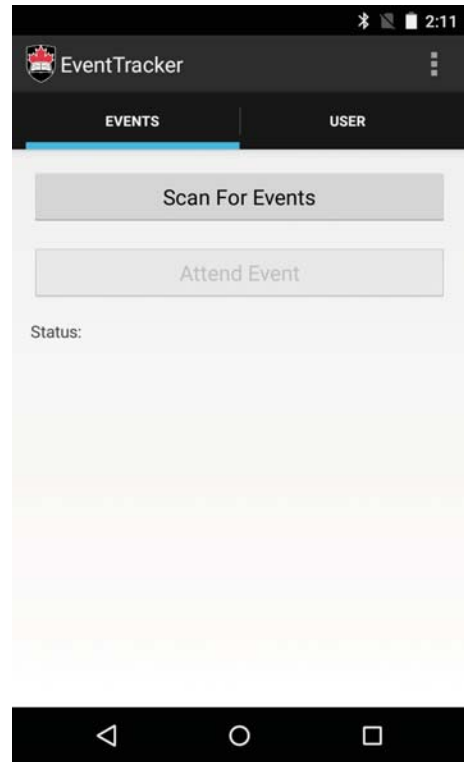 2:11
EventTracker
EVENTS USER
Scan For Events
Attend Event
Status: